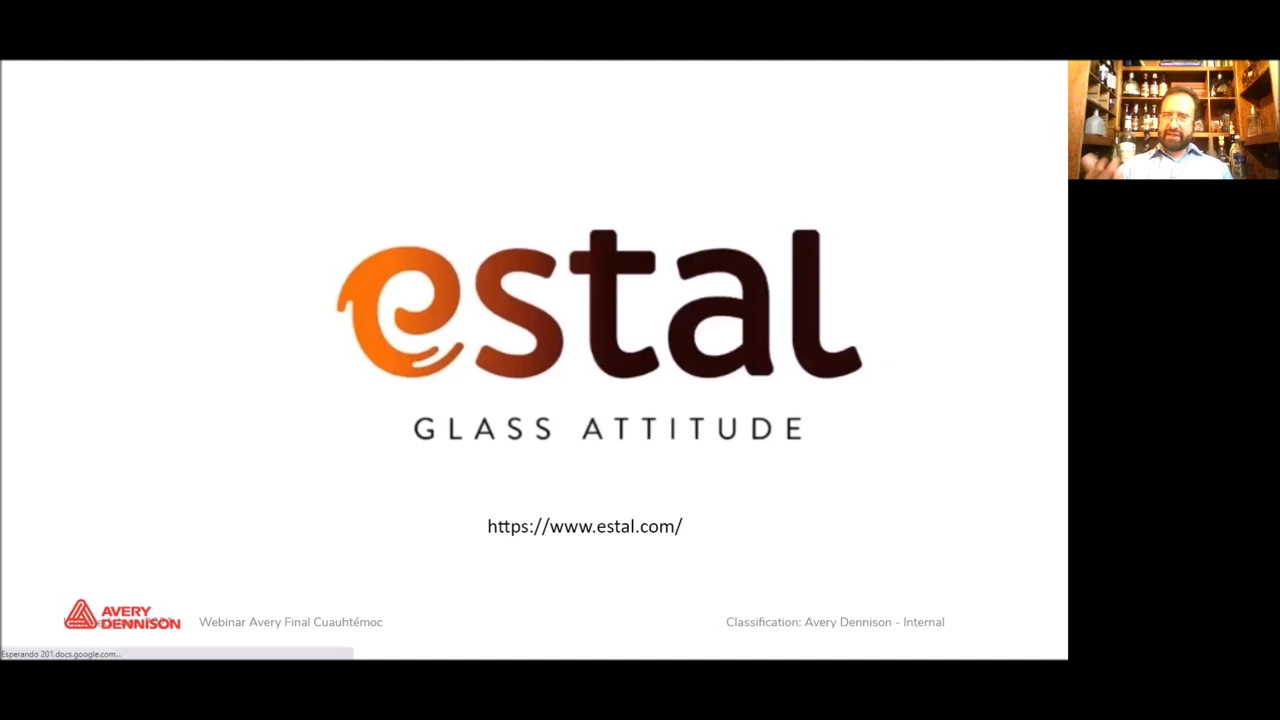 estal
GLASS ATTITUDE
https://www.estal.com/
AVERY
DENNISON
Webinar Avery Final Cuauhtémoc
Classification: Avery Dennison - Internal
Esperando 201.docs.google.com...